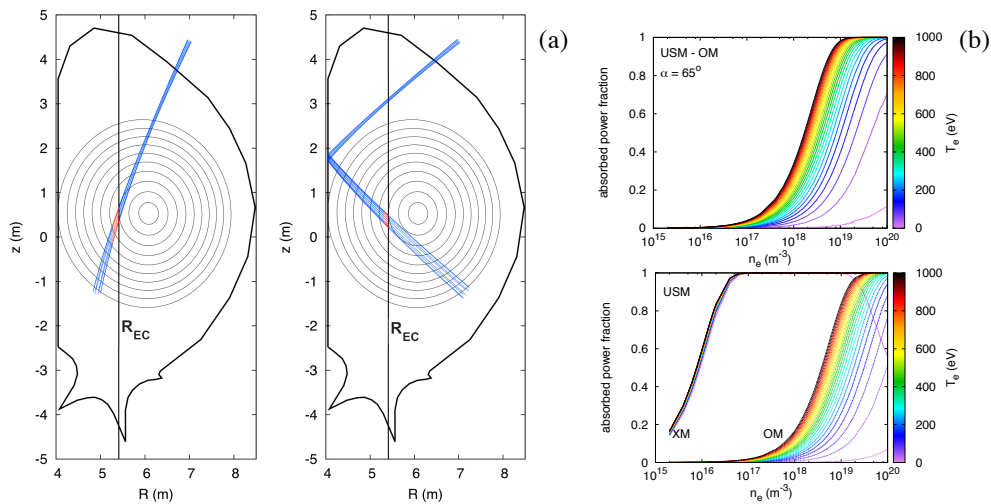 5
4
3
2
1
0
-1
-2
-3
-4
-5
z (m)
4 5 6 7 8
R (m)
R_EC
5
4
3
2
1
0
-1
-2
-3
-4
-5
z (m)
4 5 6 7 8
R (m)
R_EC
(a)
USM - OM
α = 65°
1
0.8
0.6
0.4
0.2
0
absorbed power fraction
10^15 10^16 10^17 10^18 10^19 10^20
n_e (m^-3)
1000
800
600
400
200
0
T_e (eV)
(b)
USM
XM
OM
1
0.8
0.6
0.4
0.2
0
absorbed power fraction
10^15 10^16 10^17 10^18 10^19 10^20
n_e (m^-3)
1000
800
600
400
200
0
T_e (eV)